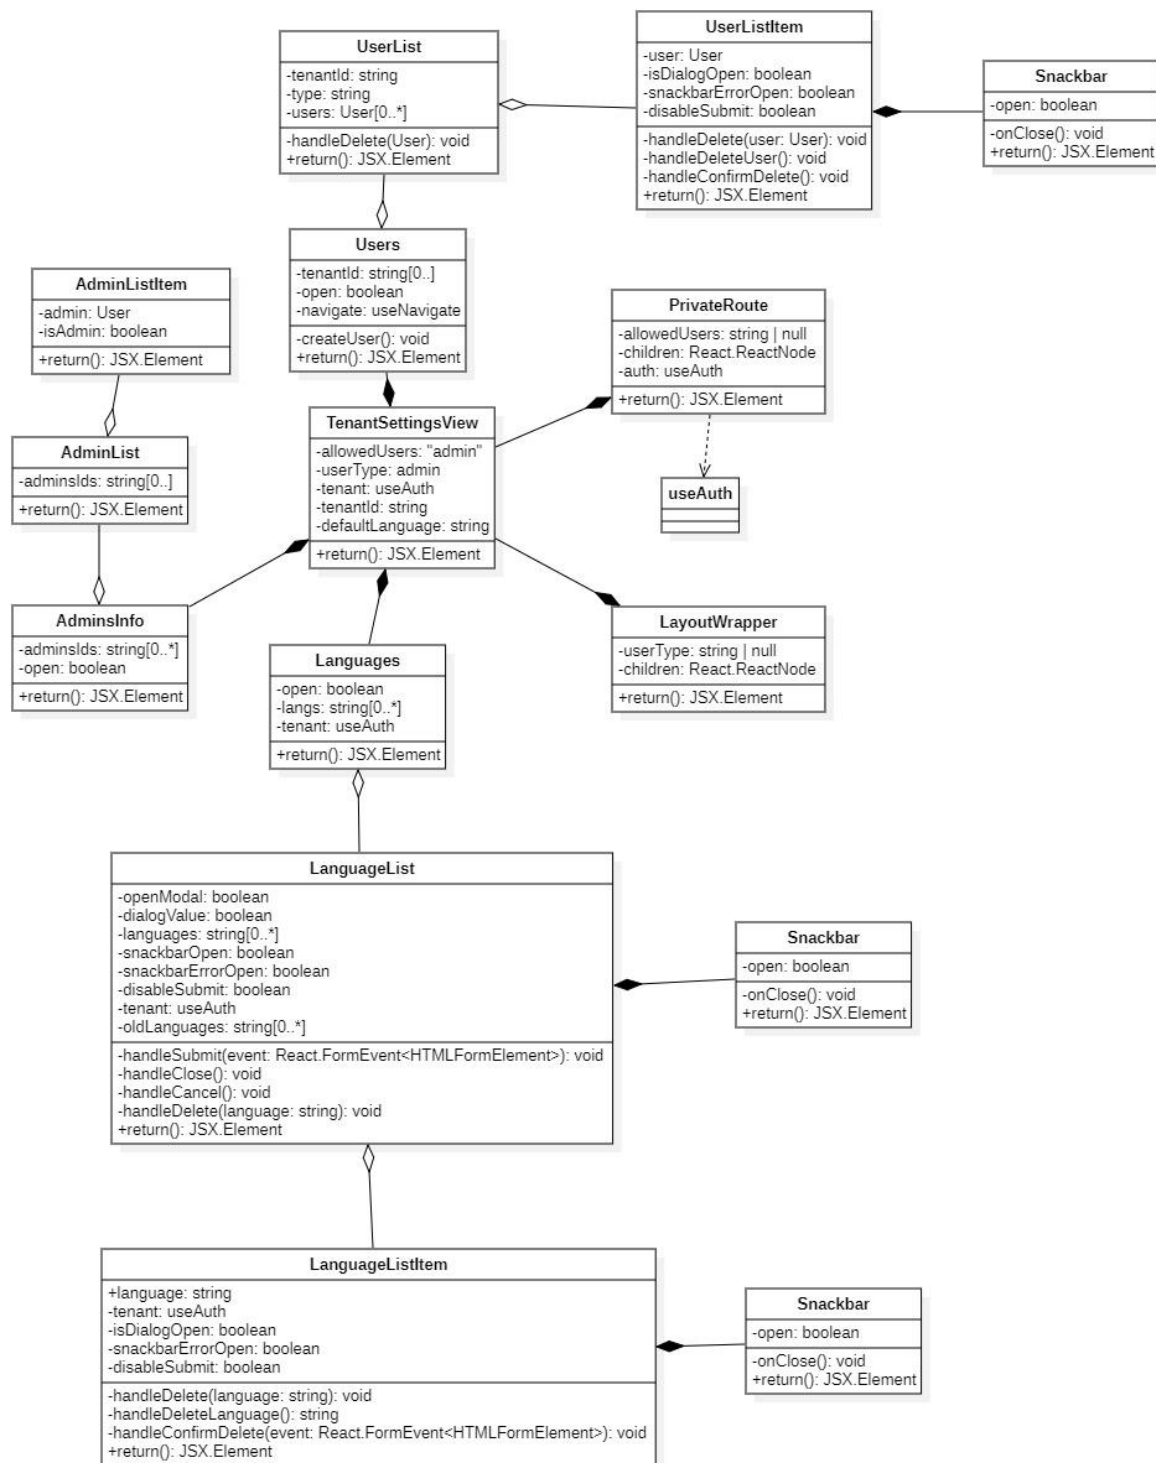 UserList
-tenantId: string
-type: string
-users: User[0..*]
-handleDelete(User): void
+return(): JSX.Element
UserListItem
-user: User
-isDialogOpen: boolean
-snackbarErrorOpen: boolean
-disableSubmit: boolean
-handleDelete(user: User): void
-handleDeleteUser(): void
-handleConfirmDelete(): void
+return(): JSX.Element
Snackbar
-open: boolean
-onClose(): void
+return(): JSX.Element
Users
-tenantId: string[0..]
-open: boolean
-navigate: useNavigate
-createUser(): void
+return(): JSX.Element
AdminListItem
-admin: User
-isAdmin: boolean
+return(): JSX.Element
PrivateRoute
-allowedUsers: string | null
-children: React.ReactNode
-auth: useAuth
+return(): JSX.Element
TenantSettingsView
-allowedUsers: "admin"
-userType: admin
-tenant: useAuth
-tenantId: string
-defaultLanguage: string
+return(): JSX.Element
AdminList
-adminsIds: string[0..]
+return(): JSX.Element
useAuth
AdminsInfo
-adminsIds: string[0..*]
-open: boolean
+return(): JSX.Element
LayoutWrapper
-userType: string | null
-children: React.ReactNode
+return(): JSX.Element
Languages
-open: boolean
-langs: string[0..*]
-tenant: useAuth
+return(): JSX.Element
LanguageList
-openModal: boolean
-dialogValue: boolean
-languages: string[0..*]
-snackbarOpen: boolean
-snackbarErrorOpen: boolean
-disableSubmit: boolean
-tenant: useAuth
-oldLanguages: string[0..*]
-handleSubmit(event: React.FormEvent<HTMLFormElement>): void
-handleClose(): void
-handleCancel(): void
-handleDelete(language: string): void
+return(): JSX.Element
Snackbar
-open: boolean
-onClose(): void
+return(): JSX.Element
LanguageListItem
+language: string
-tenant: useAuth
-isDialogOpen: boolean
-snackbarErrorOpen: boolean
-disableSubmit: boolean
-handleDelete(language: string): void
-handleDeleteLanguage(): string
-handleConfirmDelete(event: React.FormEvent<HTMLFormElement>): void
+return(): JSX.Element
Snackbar
-open: boolean
-onClose(): void
+return(): JSX.Element